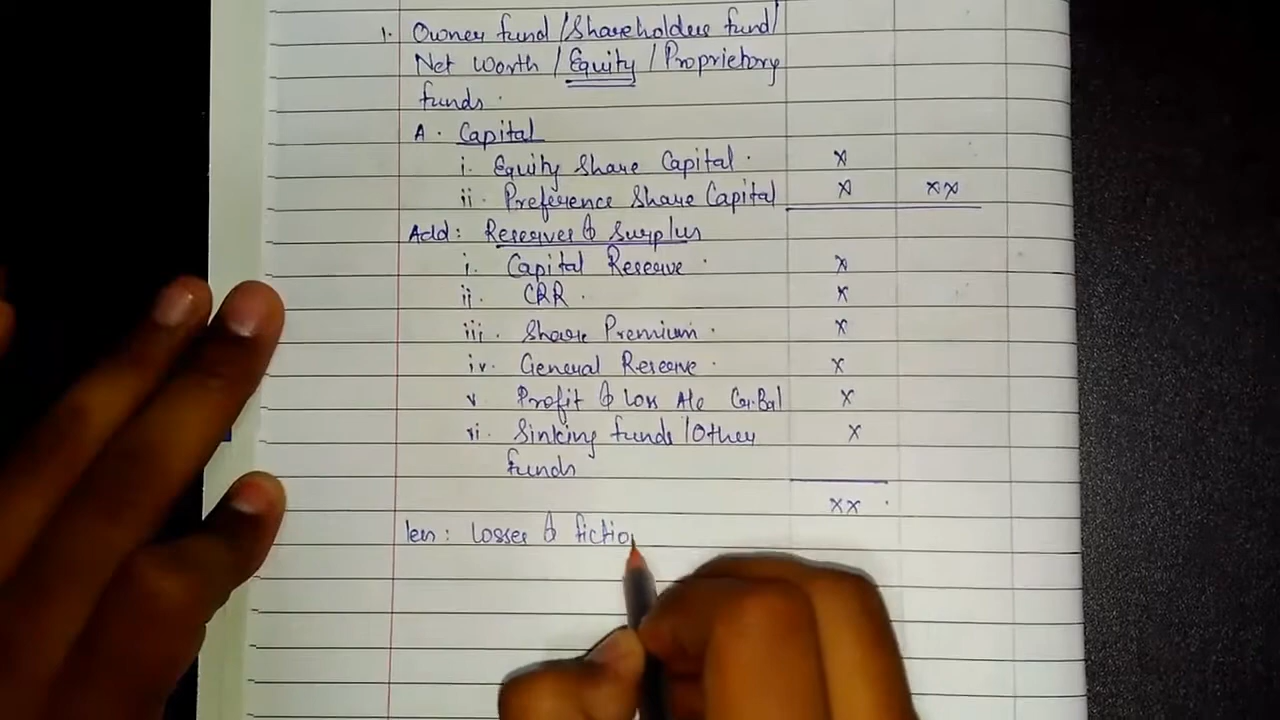 1. Owner fund / Shareholders fund /
Net Worth / Equity / Proprietory
funds.
A. Capital
i. Equity Share Capital. x
ii. Preference Share Capital x xx
Add: Reserves & Surplus
i. Capital Reserve. x
ii. CRR. x
iii. Share Premium. x
iv. General Reserve. x
v Profit & Loss A/c Cr.Bal x
vi. Sinking funds / Other x
funds
xx
less: Losses & fictio